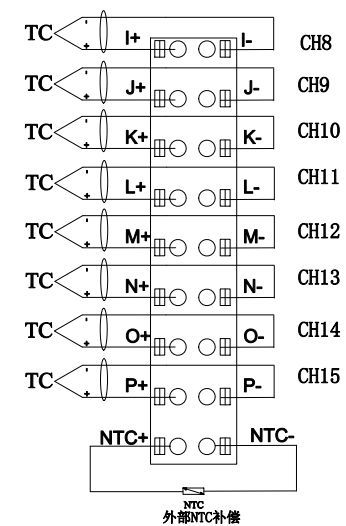 TC - + I+ I- CH8
TC - + J+ J- CH9
TC - + K+ K- CH10
TC - + L+ L- CH11
TC - + M+ M- CH12
TC - + N+ N- CH13
TC - + O+ O- CH14
TC - + P+ P- CH15
NTC+ NTC-
NTC
外部NTC补偿